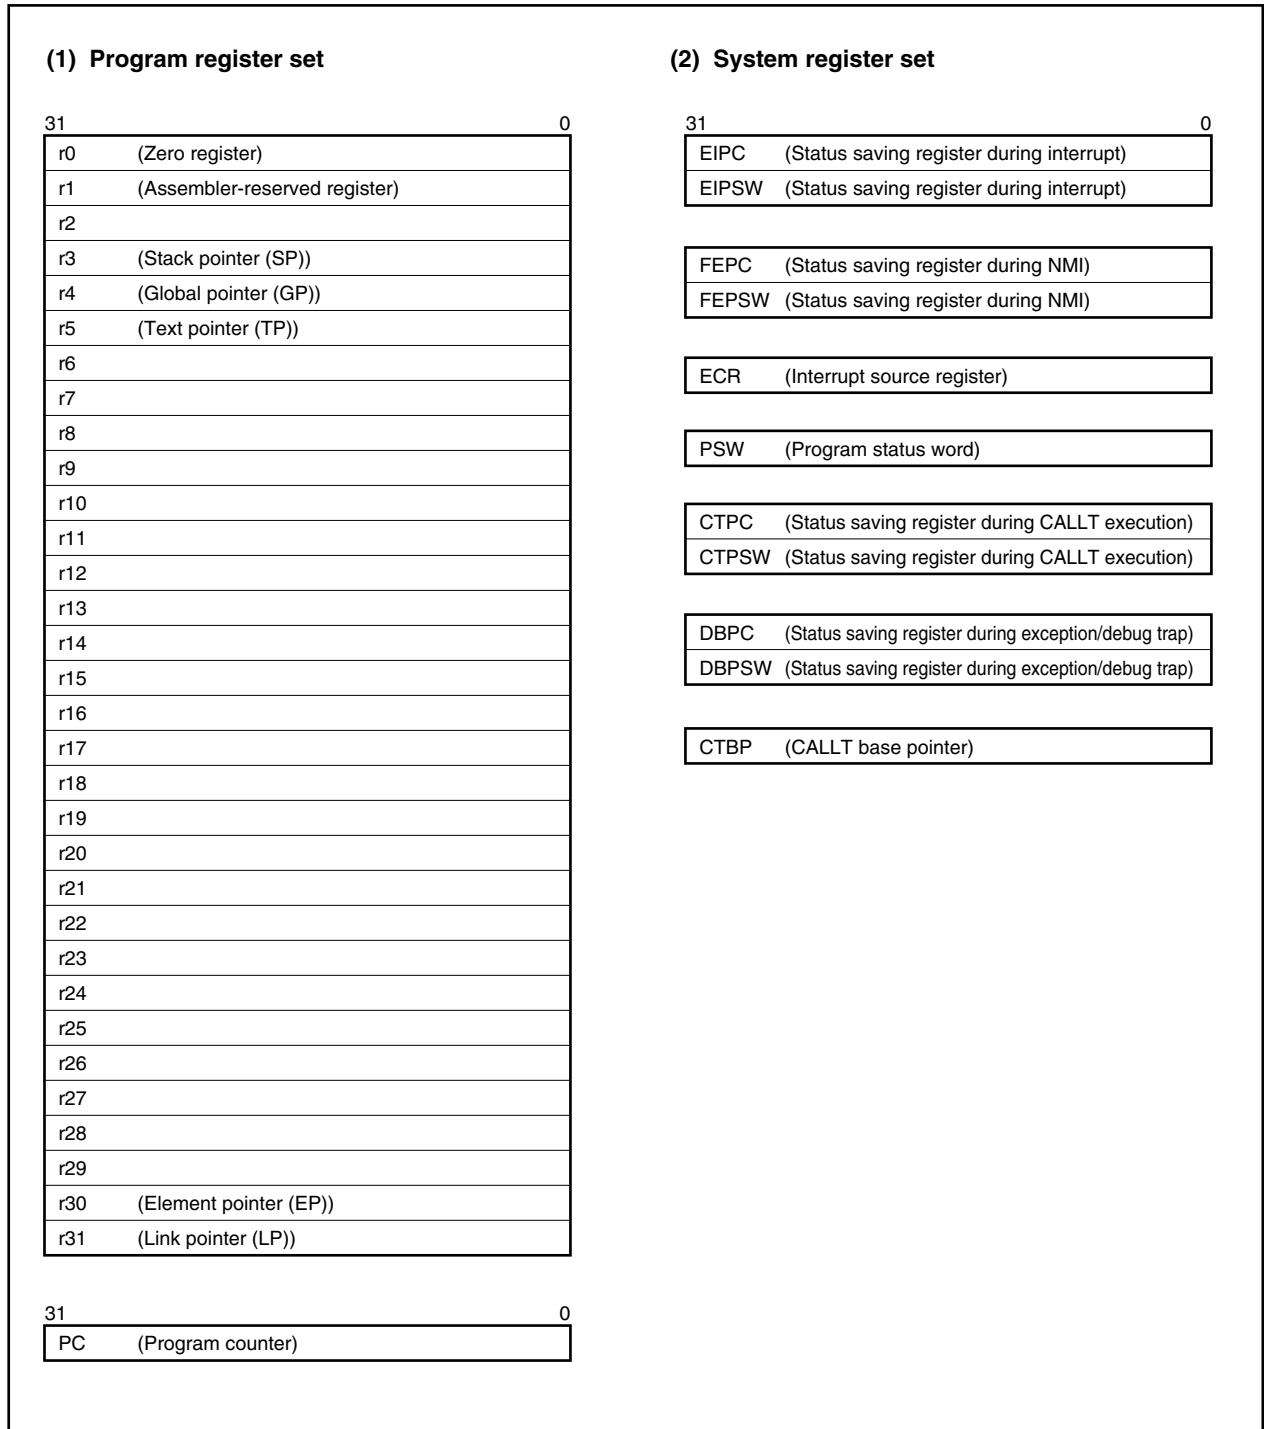 (1) Program register set
31 0
r0 (Zero register)
r1 (Assembler-reserved register)
r2
r3 (Stack pointer (SP))
r4 (Global pointer (GP))
r5 (Text pointer (TP))
r6
r7
r8
r9
r10
r11
r12
r13
r14
r15
r16
r17
r18
r19
r20
r21
r22
r23
r24
r25
r26
r27
r28
r29
r30 (Element pointer (EP))
r31 (Link pointer (LP))
31 0
PC (Program counter)
(2) System register set
31 0
EIPC (Status saving register during interrupt)
EIPSW (Status saving register during interrupt)
FEPC (Status saving register during NMI)
FEPSW (Status saving register during NMI)
ECR (Interrupt source register)
PSW (Program status word)
CTPC (Status saving register during CALLT execution)
CTPSW (Status saving register during CALLT execution)
DBPC (Status saving register during exception/debug trap)
DBPSW (Status saving register during exception/debug trap)
CTBP (CALLT base pointer)